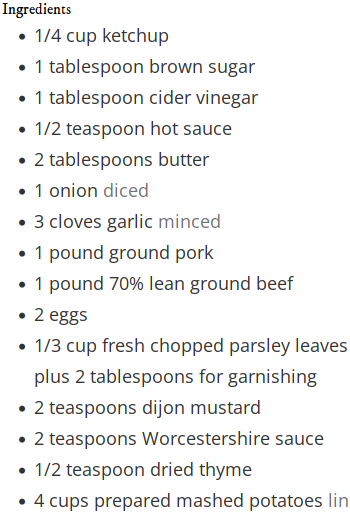 Ingredients
• 1/4 cup ketchup
• 1 tablespoon brown sugar
• 1 tablespoon cider vinegar
• 1/2 teaspoon hot sauce
• 2 tablespoons butter
• 1 onion diced
• 3 cloves garlic minced
• 1 pound ground pork
• 1 pound 70% lean ground beef
• 2 eggs
• 1/3 cup fresh chopped parsley leaves
plus 2 tablespoons for garnishing
• 2 teaspoons dijon mustard
• 2 teaspoons Worcestershire sauce
• 1/2 teaspoon dried thyme
• 4 cups prepared mashed potatoes lin